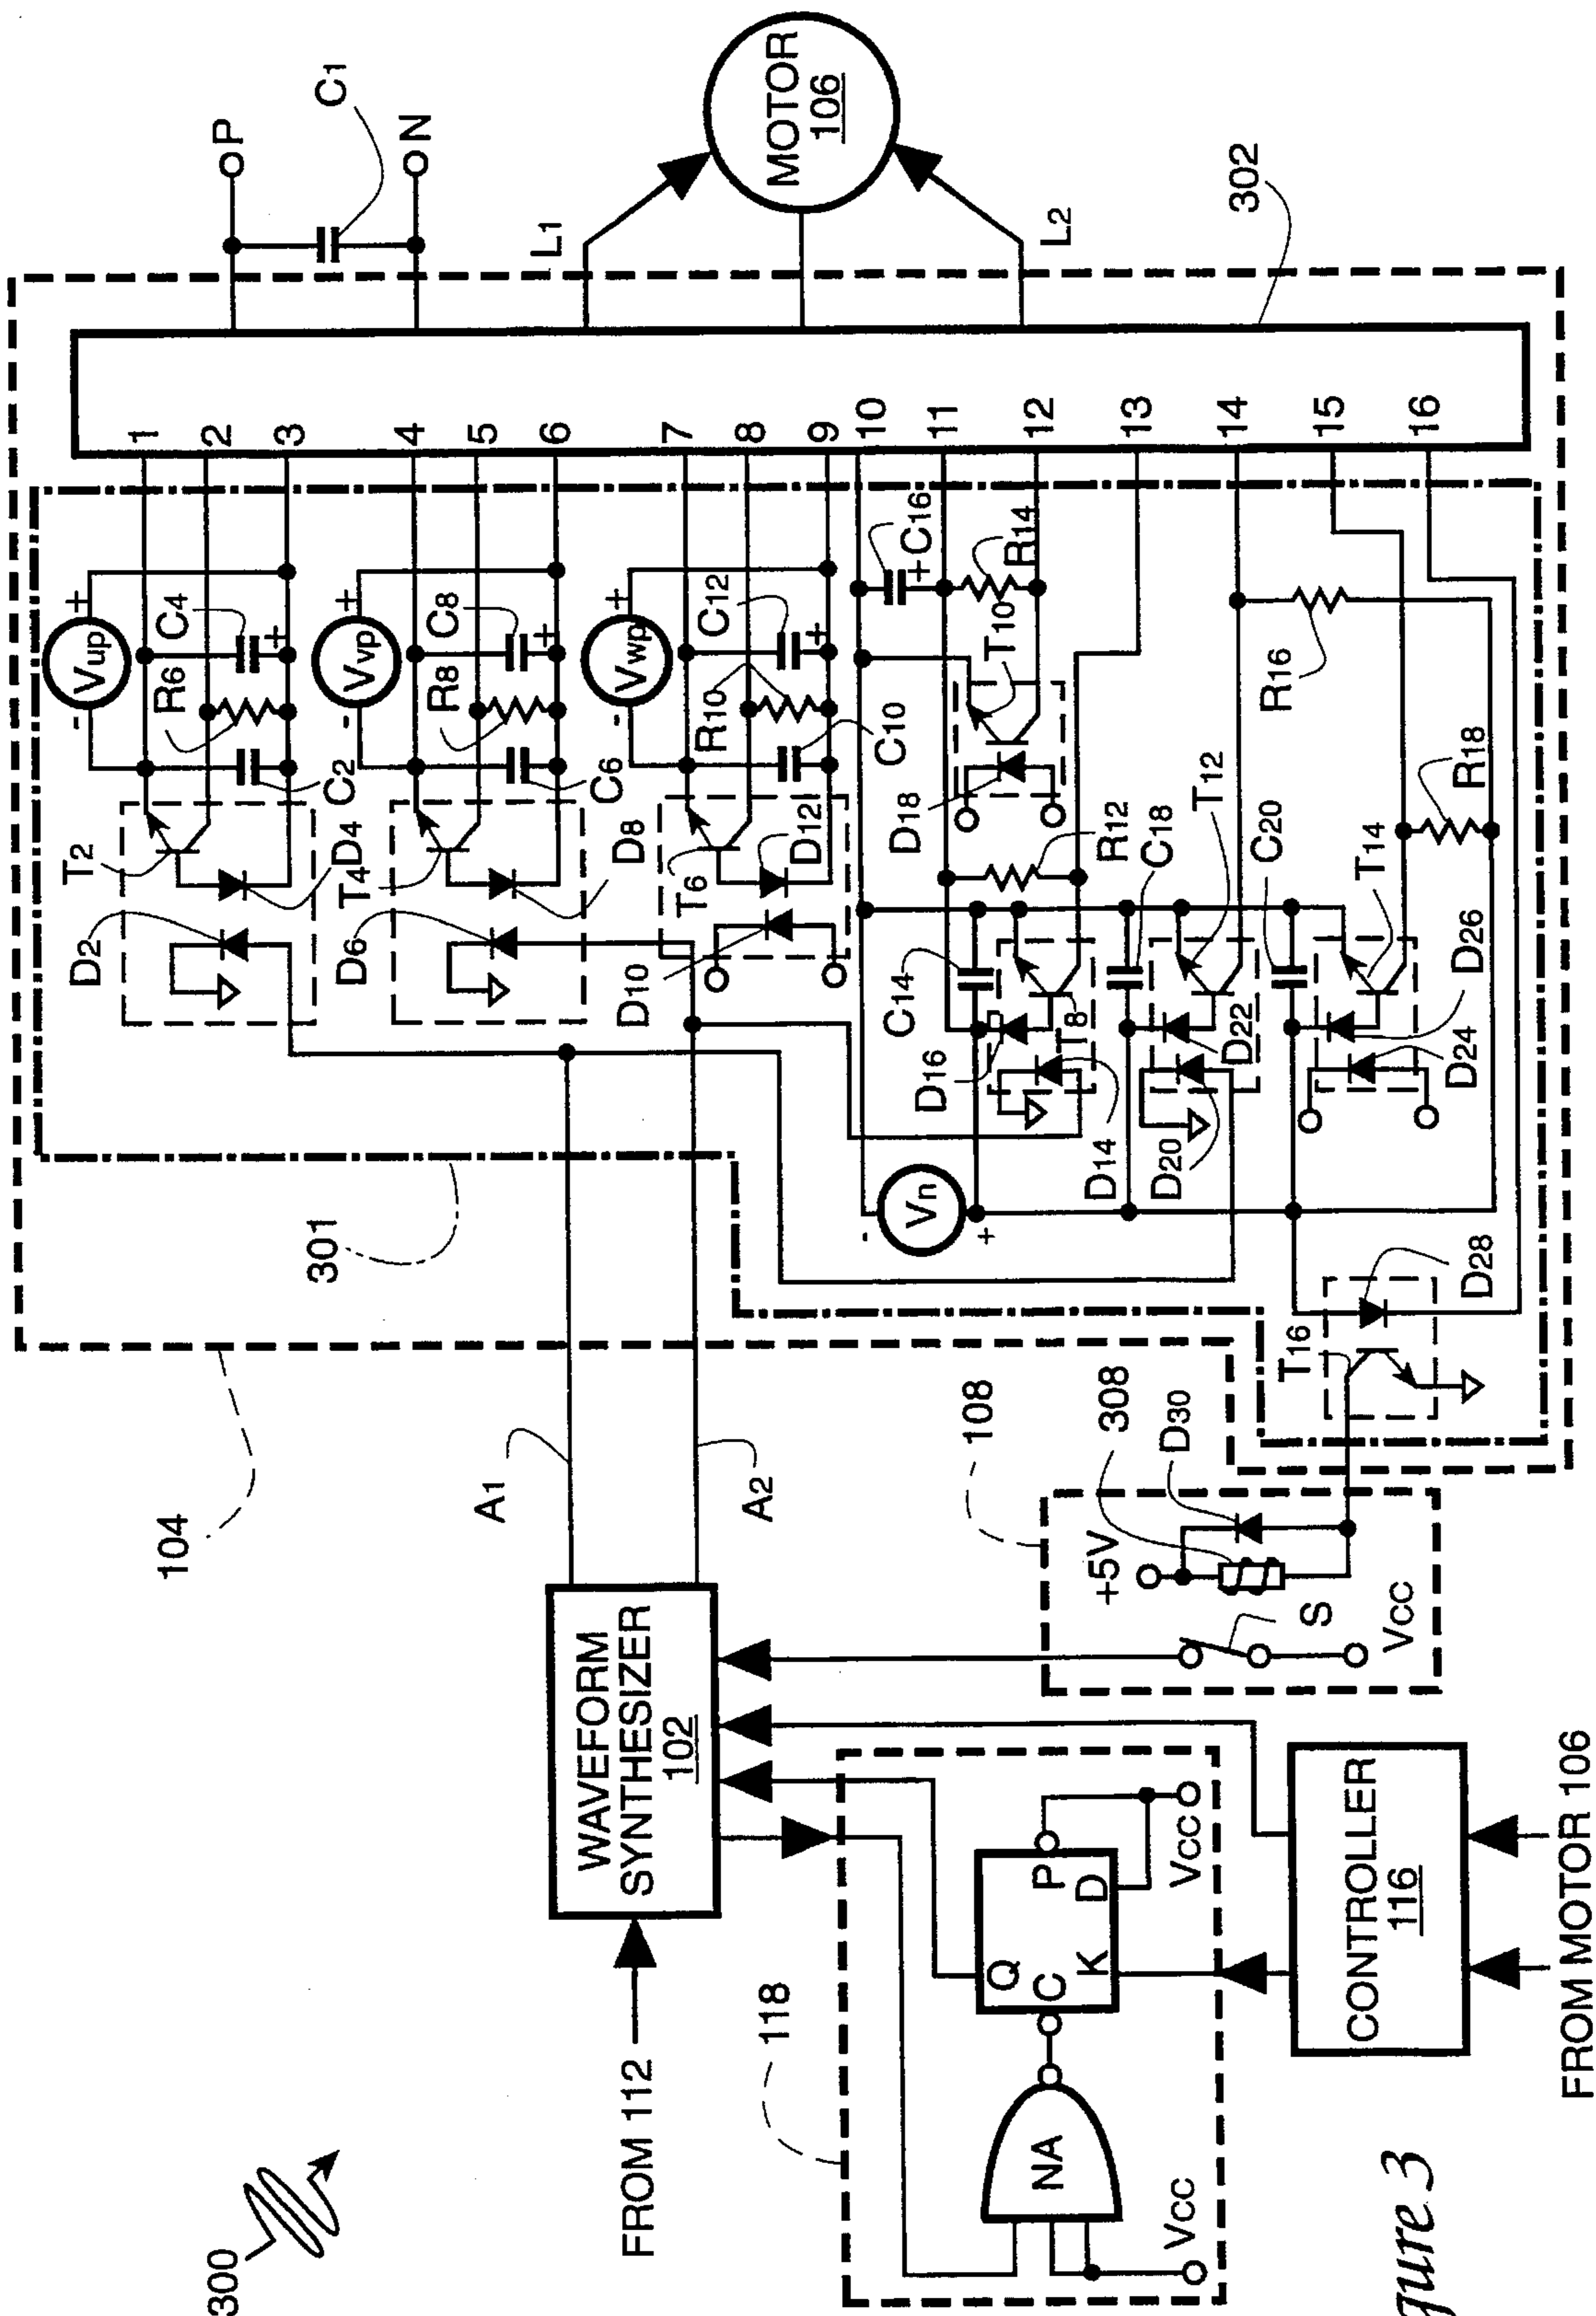 300
FROM 112
118
NA
VCC
Q
C
K
P
D
VCC
CONTROLLER
116
FROM MOTOR 106
WAVEFORM
SYNTHESIZER
102
A1
A2
104
301
108
+5V
308
D30
S
VCC
T16
D28
Vn
-
+
D2
T2
D4
R6
C2
C4
Vup
-
+
D6
T4
D8
R8
C6
C8
Vvp
-
+
D10
T6
D12
R10
C10
C12
Vwp
-
+
+
+
+
D18
T10
C16
+
R14
R12
C14
D16
T8
D14
C18
T12
D22
D20
R16
C20
T14
D26
D24
R18
1
2
3
4
5
6
7
8
9
10
11
12
13
14
15
16
302
P
N
C1
L1
L2
MOTOR
106
gure 3